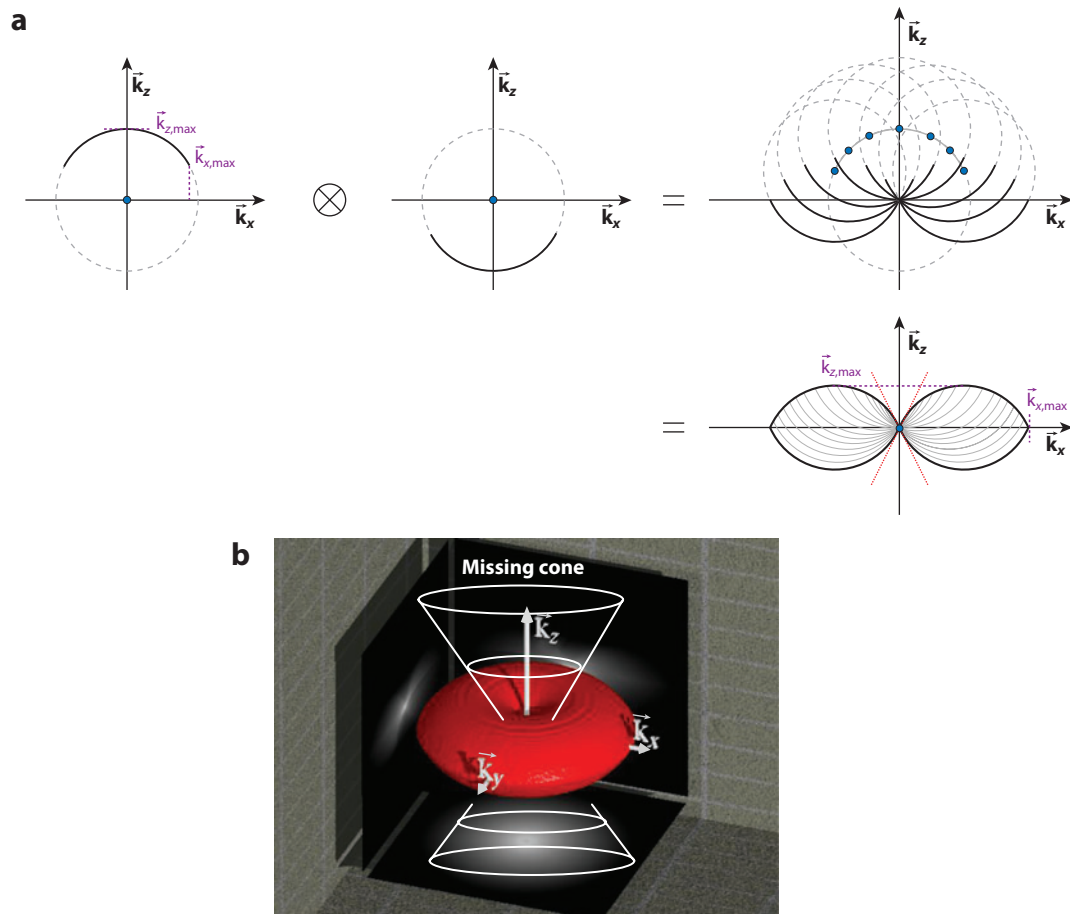 a
k⃗z
k⃗z,max
k⃗x,max
k⃗x
k⃗z
k⃗x
=
k⃗z
k⃗x
=
k⃗z
k⃗z,max
k⃗x,max
k⃗x
b
Missing cone
k⃗z
k⃗x
k⃗y